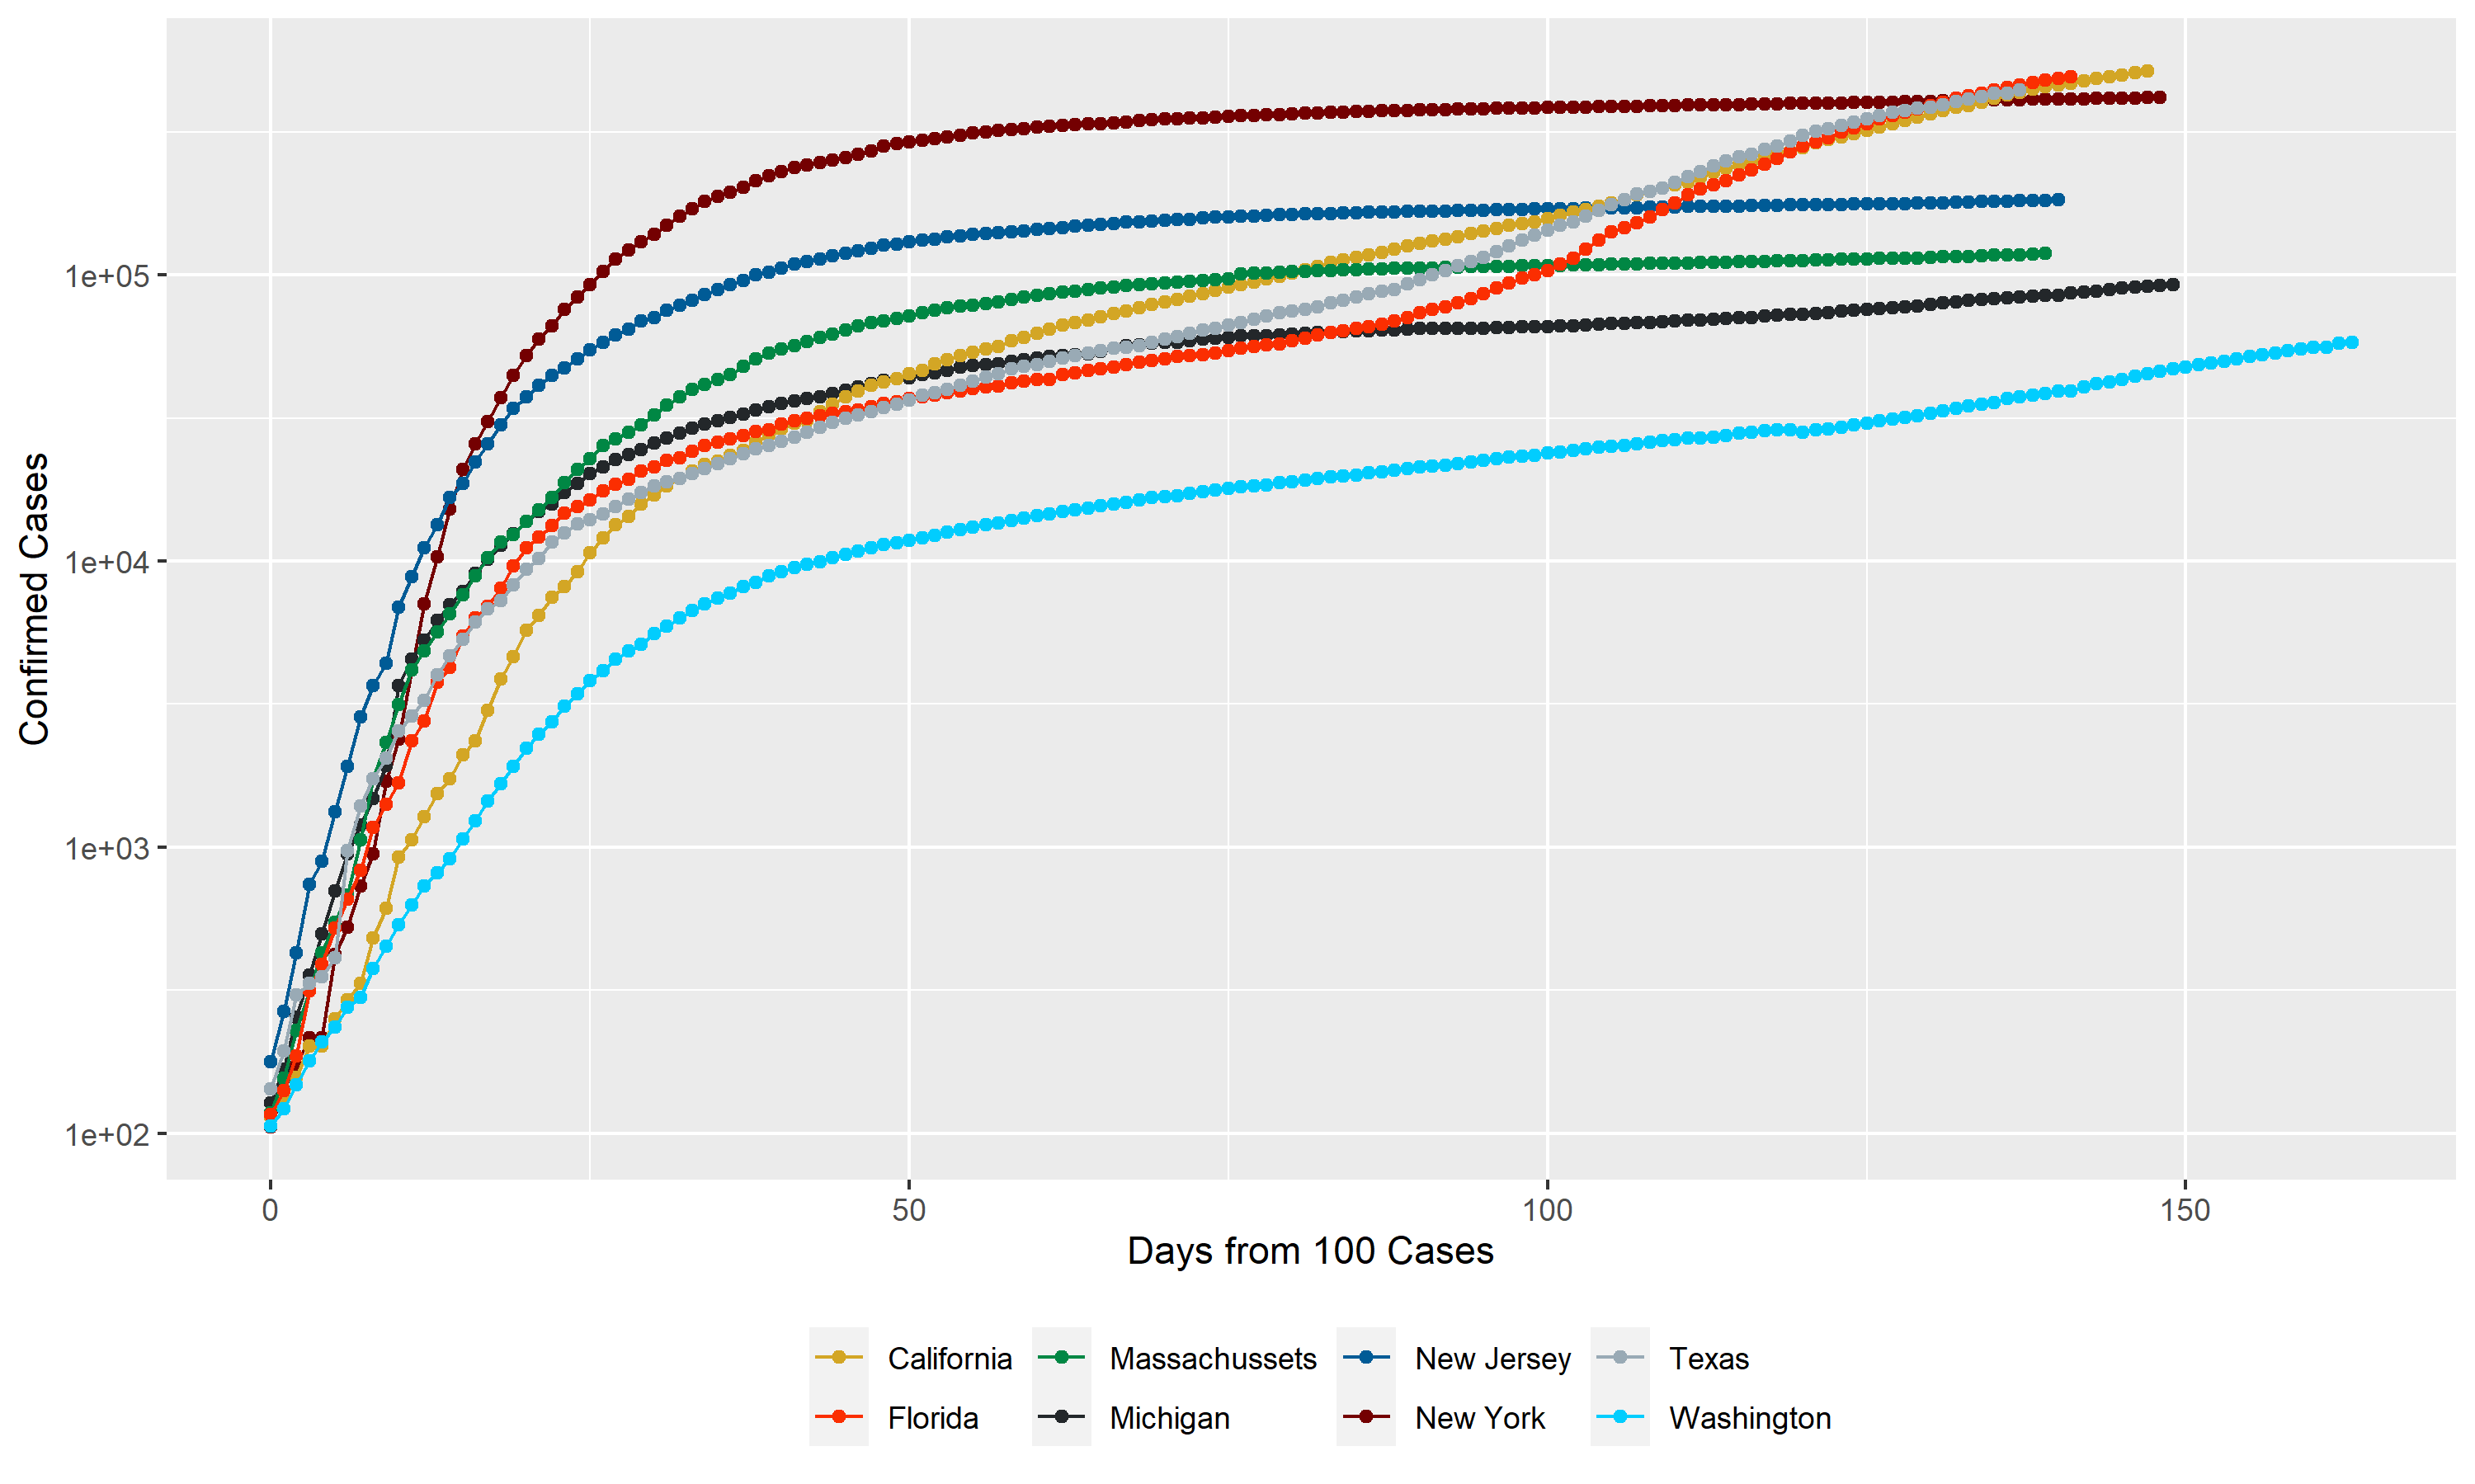 Confirmed Cases
1e+05
1e+04
1e+03
1e+02
0 50 100 150
Days from 100 Cases
California Massachussets New Jersey Texas
Florida Michigan New York Washington